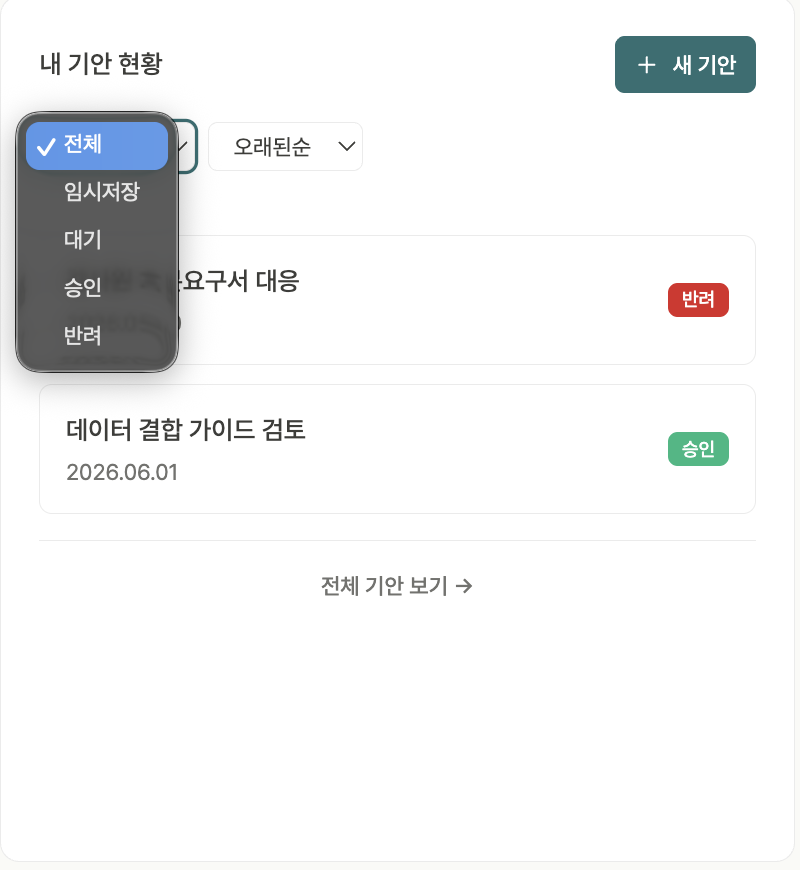 내 기안 현황
+ 새 기안
전체
오래된순
임시저장
대기
승인
반려
요구서 대응
반려
데이터 결합 가이드 검토
2026.06.01
승인
전체 기안 보기 →